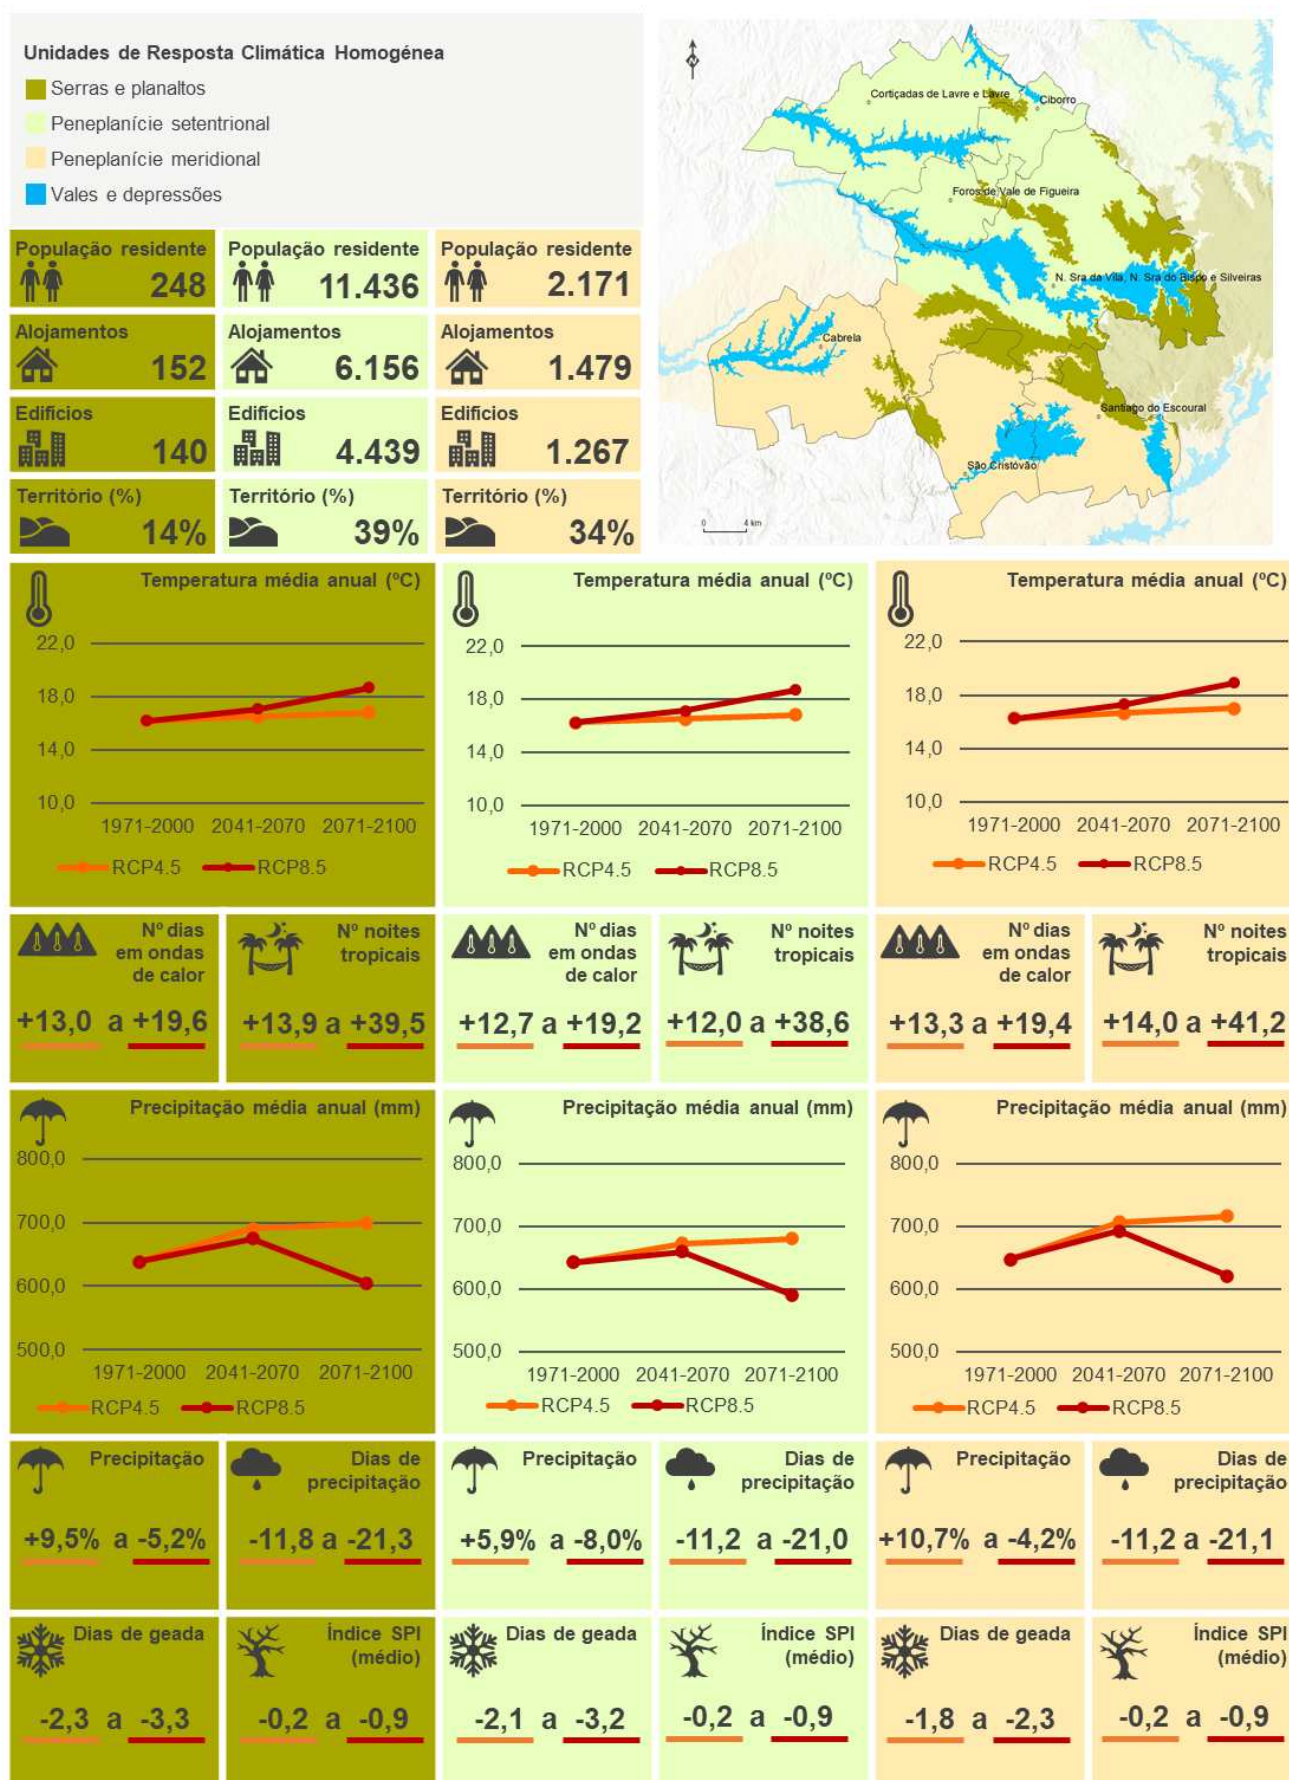 Unidades de Resposta Climática Homogénea
Serras e planaltos
Peneplanície setentrional
Peneplanície meridional
Vales e depressões
N
Cortiçadas de Lavre e Lavre
Ciborro
Foros de Vale de Figueira
N. Sra da Vila, N. Sra do Bispo e Silveiras
Cabrela
Santiago do Escoural
São Cristóvão
0 4 km
População residente
248
População residente
11.436
População residente
2.171
Alojamentos
152
Alojamentos
6.156
Alojamentos
1.479
Edifícios
140
Edifícios
4.439
Edifícios
1.267
Território (%)
14%
Território (%)
39%
Território (%)
34%
Temperatura média anual (ºC)
22,0
18,0
14,0
10,0
1971-2000 2041-2070 2071-2100
RCP4.5 RCP8.5
Temperatura média anual (ºC)
22,0
18,0
14,0
10,0
1971-2000 2041-2070 2071-2100
RCP4.5 RCP8.5
Temperatura média anual (ºC)
22,0
18,0
14,0
10,0
1971-2000 2041-2070 2071-2100
RCP4.5 RCP8.5
Nº dias
em ondas
de calor
+13,0 a +19,6
Nº noites
tropicais
+13,9 a +39,5
Nº dias
em ondas
de calor
+12,7 a +19,2
Nº noites
tropicais
+12,0 a +38,6
Nº dias
em ondas
de calor
+13,3 a +19,4
Nº noites
tropicais
+14,0 a +41,2
Precipitação média anual (mm)
800,0
700,0
600,0
500,0
1971-2000 2041-2070 2071-2100
RCP4.5 RCP8.5
Precipitação média anual (mm)
800,0
700,0
600,0
500,0
1971-2000 2041-2070 2071-2100
RCP4.5 RCP8.5
Precipitação média anual (mm)
800,0
700,0
600,0
500,0
1971-2000 2041-2070 2071-2100
RCP4.5 RCP8.5
Precipitação
+9,5% a -5,2%
Dias de
precipitação
-11,8 a -21,3
Precipitação
+5,9% a -8,0%
Dias de
precipitação
-11,2 a -21,0
Precipitação
+10,7% a -4,2%
Dias de
precipitação
-11,2 a -21,1
Dias de geada
-2,3 a -3,3
Índice SPI
(médio)
-0,2 a -0,9
Dias de geada
-2,1 a -3,2
Índice SPI
(médio)
-0,2 a -0,9
Dias de geada
-1,8 a -2,3
Índice SPI
(médio)
-0,2 a -0,9